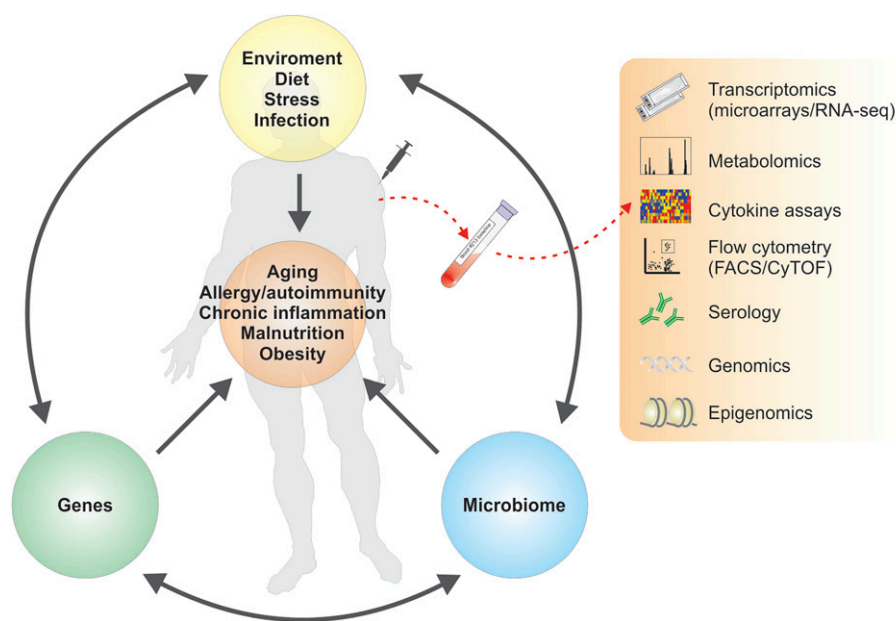 Enviroment
Diet
Stress
Infection
Aging
Allergy/autoimmunity
Chronic inflammation
Malnutrition
Obesity
Genes
Microbiome
Transcriptomics
(microarrays/RNA-seq)
Metabolomics
Cytokine assays
Flow cytometry
(FACS/CyTOF)
Serology
Genomics
Epigenomics